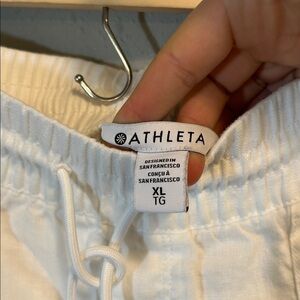 ATHLETA
DESIGNED IN
SAN FRANCISCO
CONÇU À
SAN FRANCISCO
XL
TG